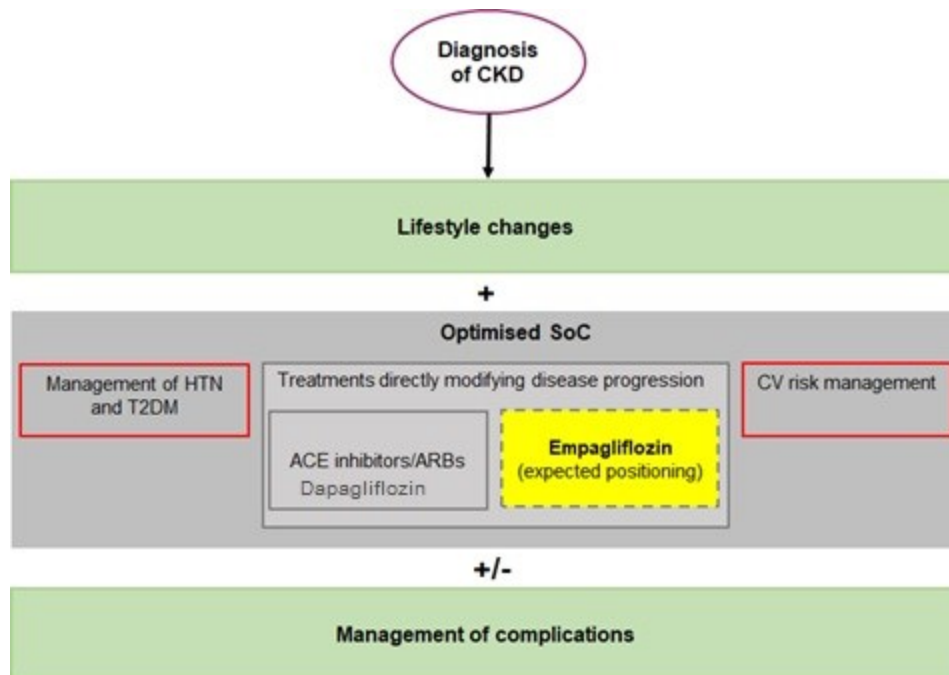 Diagnosis
of CKD
Lifestyle changes
+
Optimised SoC
Management of HTN
and T2DM
Treatments directly modifying disease progression
CV risk management
ACE inhibitors/ARBs
Dapagliflozin
Empagliflozin
(expected positioning)
+/-
Management of complications